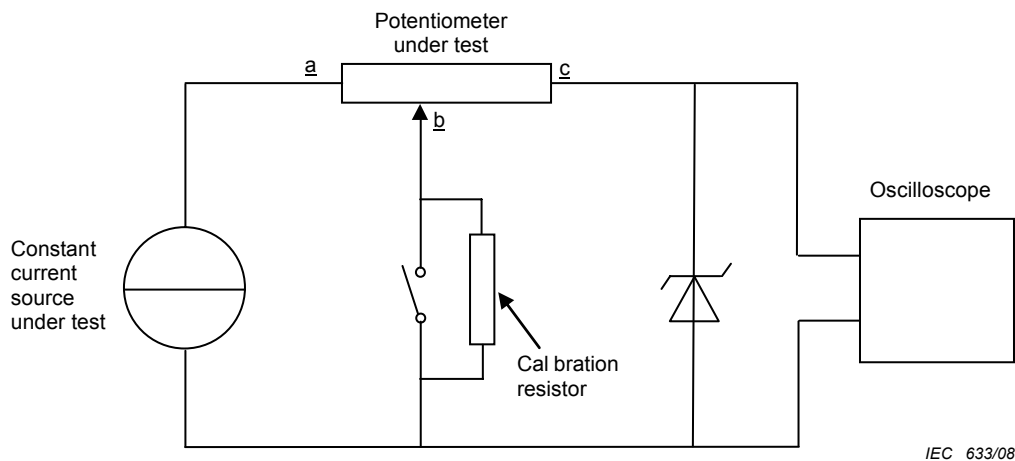 Potentiometer
under test
a
c
b
Oscilloscope
Constant
current
source
under test
Cal bration
resistor
IEC 633/08